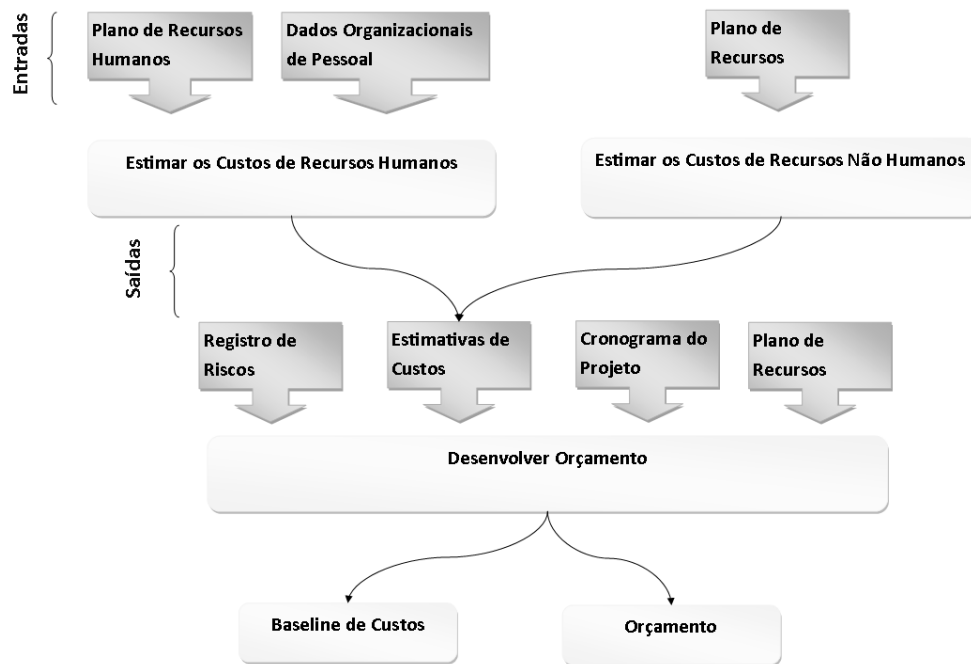 Entradas
Plano de Recursos
Humanos
Dados Organizacionais
de Pessoal
Plano de
Recursos
Estimar os Custos de Recursos Humanos
Estimar os Custos de Recursos Não Humanos
Saídas
Registro de
Riscos
Estimativas de
Custos
Cronograma do
Projeto
Plano de
Recursos
Desenvolver Orçamento
Baseline de Custos
Orçamento